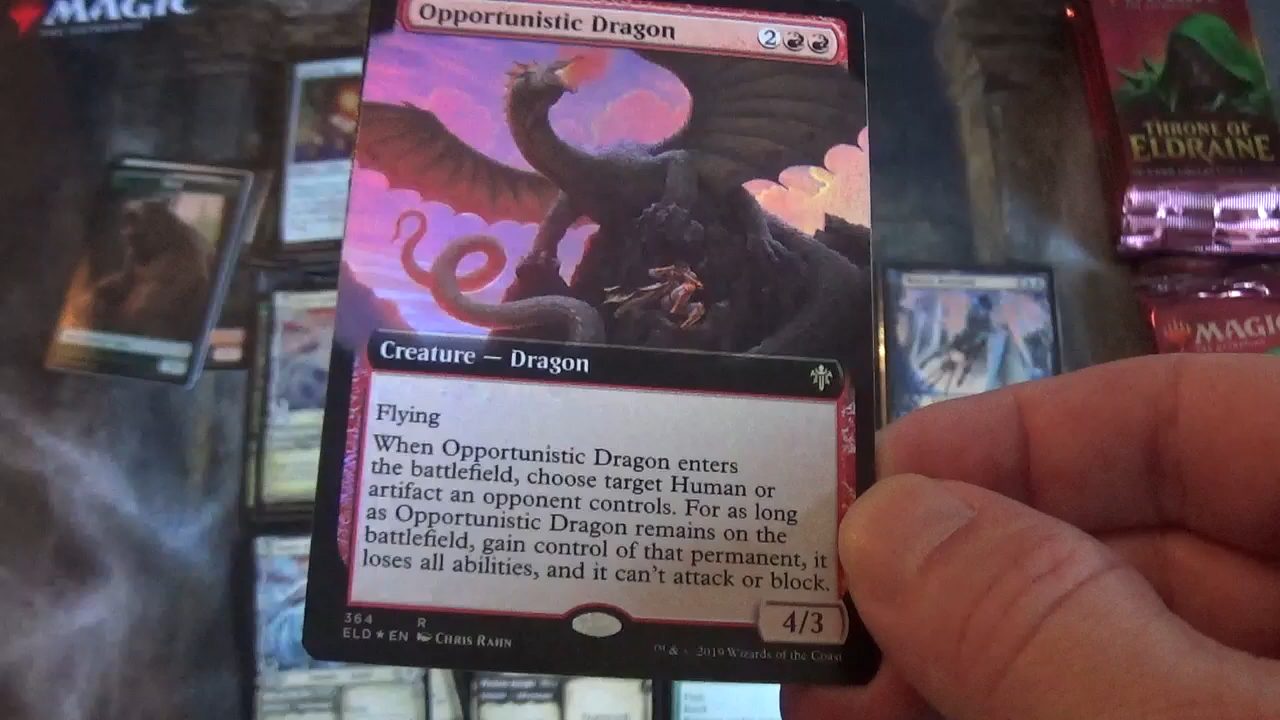 MAGIC
Opportunistic Dragon
2
THRONE OF
ELDRAINE
Creature — Dragon
MAGIC
Flying
When Opportunistic Dragon enters
the battlefield, choose target Human or
artifact an opponent controls. For as long
as Opportunistic Dragon remains on the
battlefield, gain control of that permanent, it
loses all abilities, and it can't attack or block.
4/3
364 R
ELD ★ EN CHRIS RAHN
™ & 2019 Wizards of the Coast